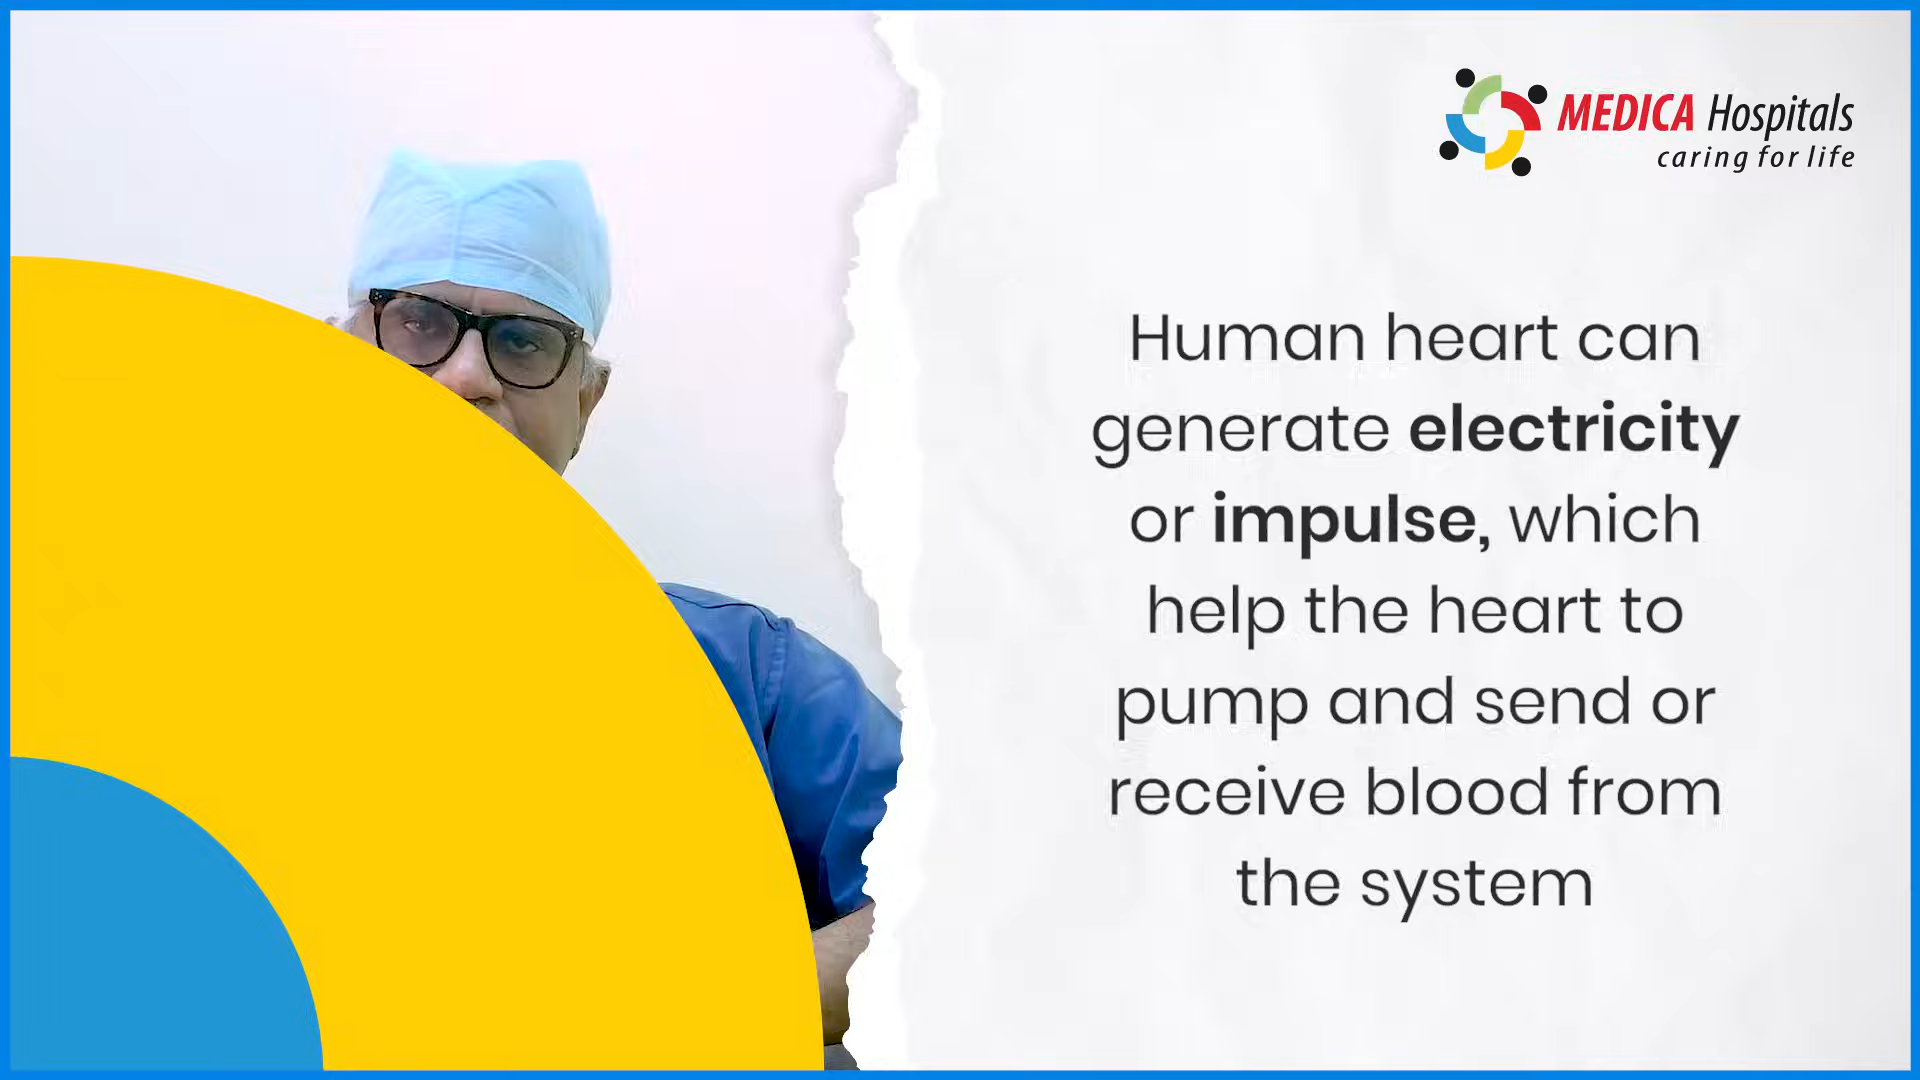 MEDICA Hospitals
caring for life
Human heart can
generate electricity
or impulse, which
help the heart to
pump and send or
receive blood from
the system